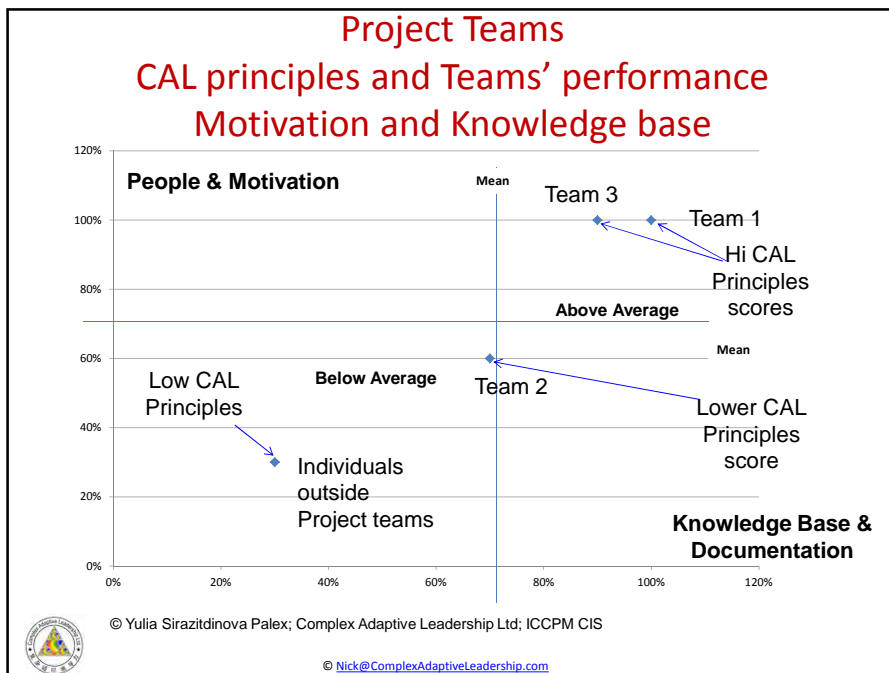 Project Teams
CAL principles and Teams' performance
Motivation and Knowledge base
120%
People & Motivation
Mean
Team 3
Team 1
100%
Hi CAL
Principles
scores
80%
Above Average
Mean
60%
Low CAL
Principles
Below Average
Team 2
Lower CAL
Principles
score
40%
Individuals
outside
Project teams
20%
Knowledge Base &
Documentation
0%
0% 20% 40% 60% 80% 100% 120%
© Yulia Sirazitdinova Palex; Complex Adaptive Leadership Ltd; ICCPM CIS
© Nick@ComplexAdaptiveLeadership.com
Complex Adaptive Leadership